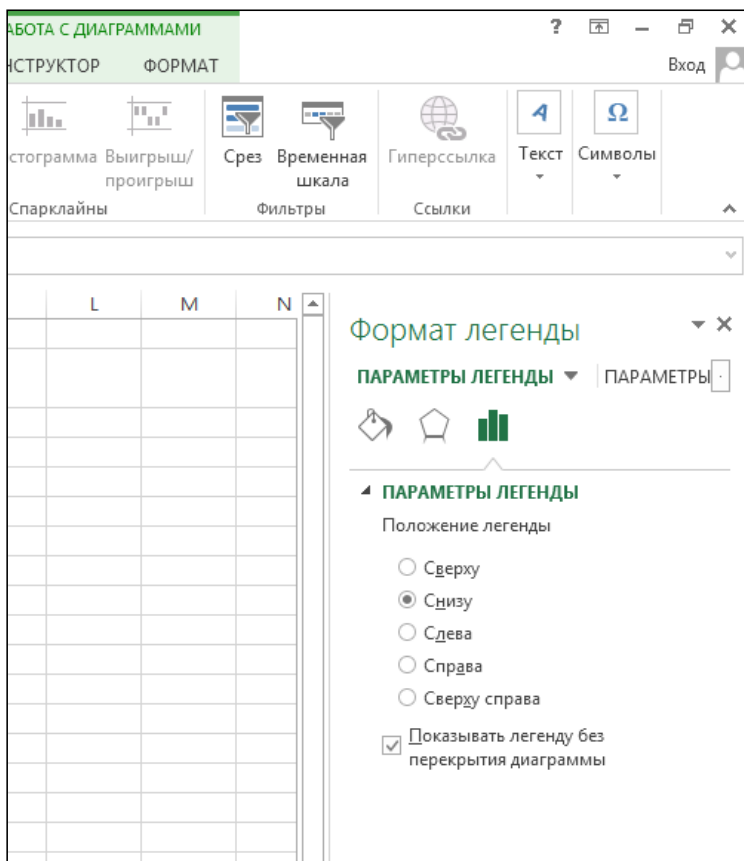 АБОТА С ДИАГРАММАМИ ?
НСТРУКТОР ФОРМАТ Вход
стограмма Выигрыш/ проигрыш Срез Временная шкала Гиперссылка A Текст Ω Символы
Спарклайны Фильтры Ссылки
L M N
Формат легенды
ПАРАМЕТРЫ ЛЕГЕНДЫ ПАРАМЕТРЫ
ПАРАМЕТРЫ ЛЕГЕНДЫ
Положение легенды
Сверху
Снизу
Слева
Справа
Сверху справа
Показывать легенду без
перекрытия диаграммы